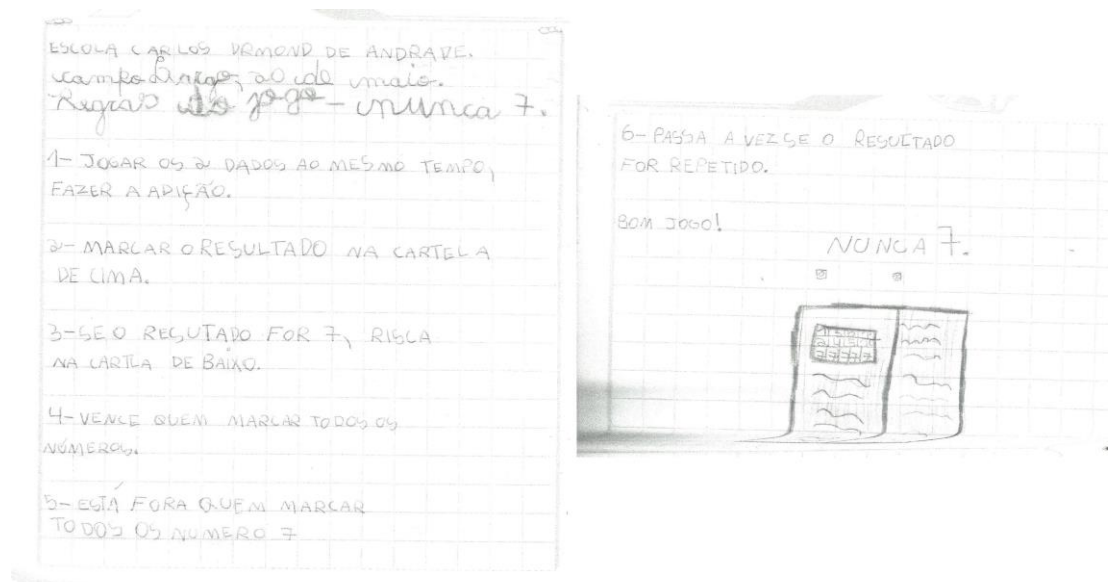 ESCOLA CARLOS DRMOND DE ANDRADE.
campo Largo, 20 de maio.
Regras do jogo - nunca 7.
1- JOGAR OS 2 DADOS AO MESMO TEMPO,
FAZER A ADIÇÃO.
2- MARCAR O RESULTADO NA CARTELA
DE CIMA.
3- SE O RESUTADO FOR 7, RISCA
NA CARTLA DE BAIXO.
4- VENCE QUEM MARCAR TODOS OS
NÚMEROS.
5- ESTÁ FORA QUEM MARCAR
TODOS OS NUMERO 7
6- PASSA A VEZ SE O RESULTADO
FOR REPETIDO.
BOM JOGO!
NUNCA 7.